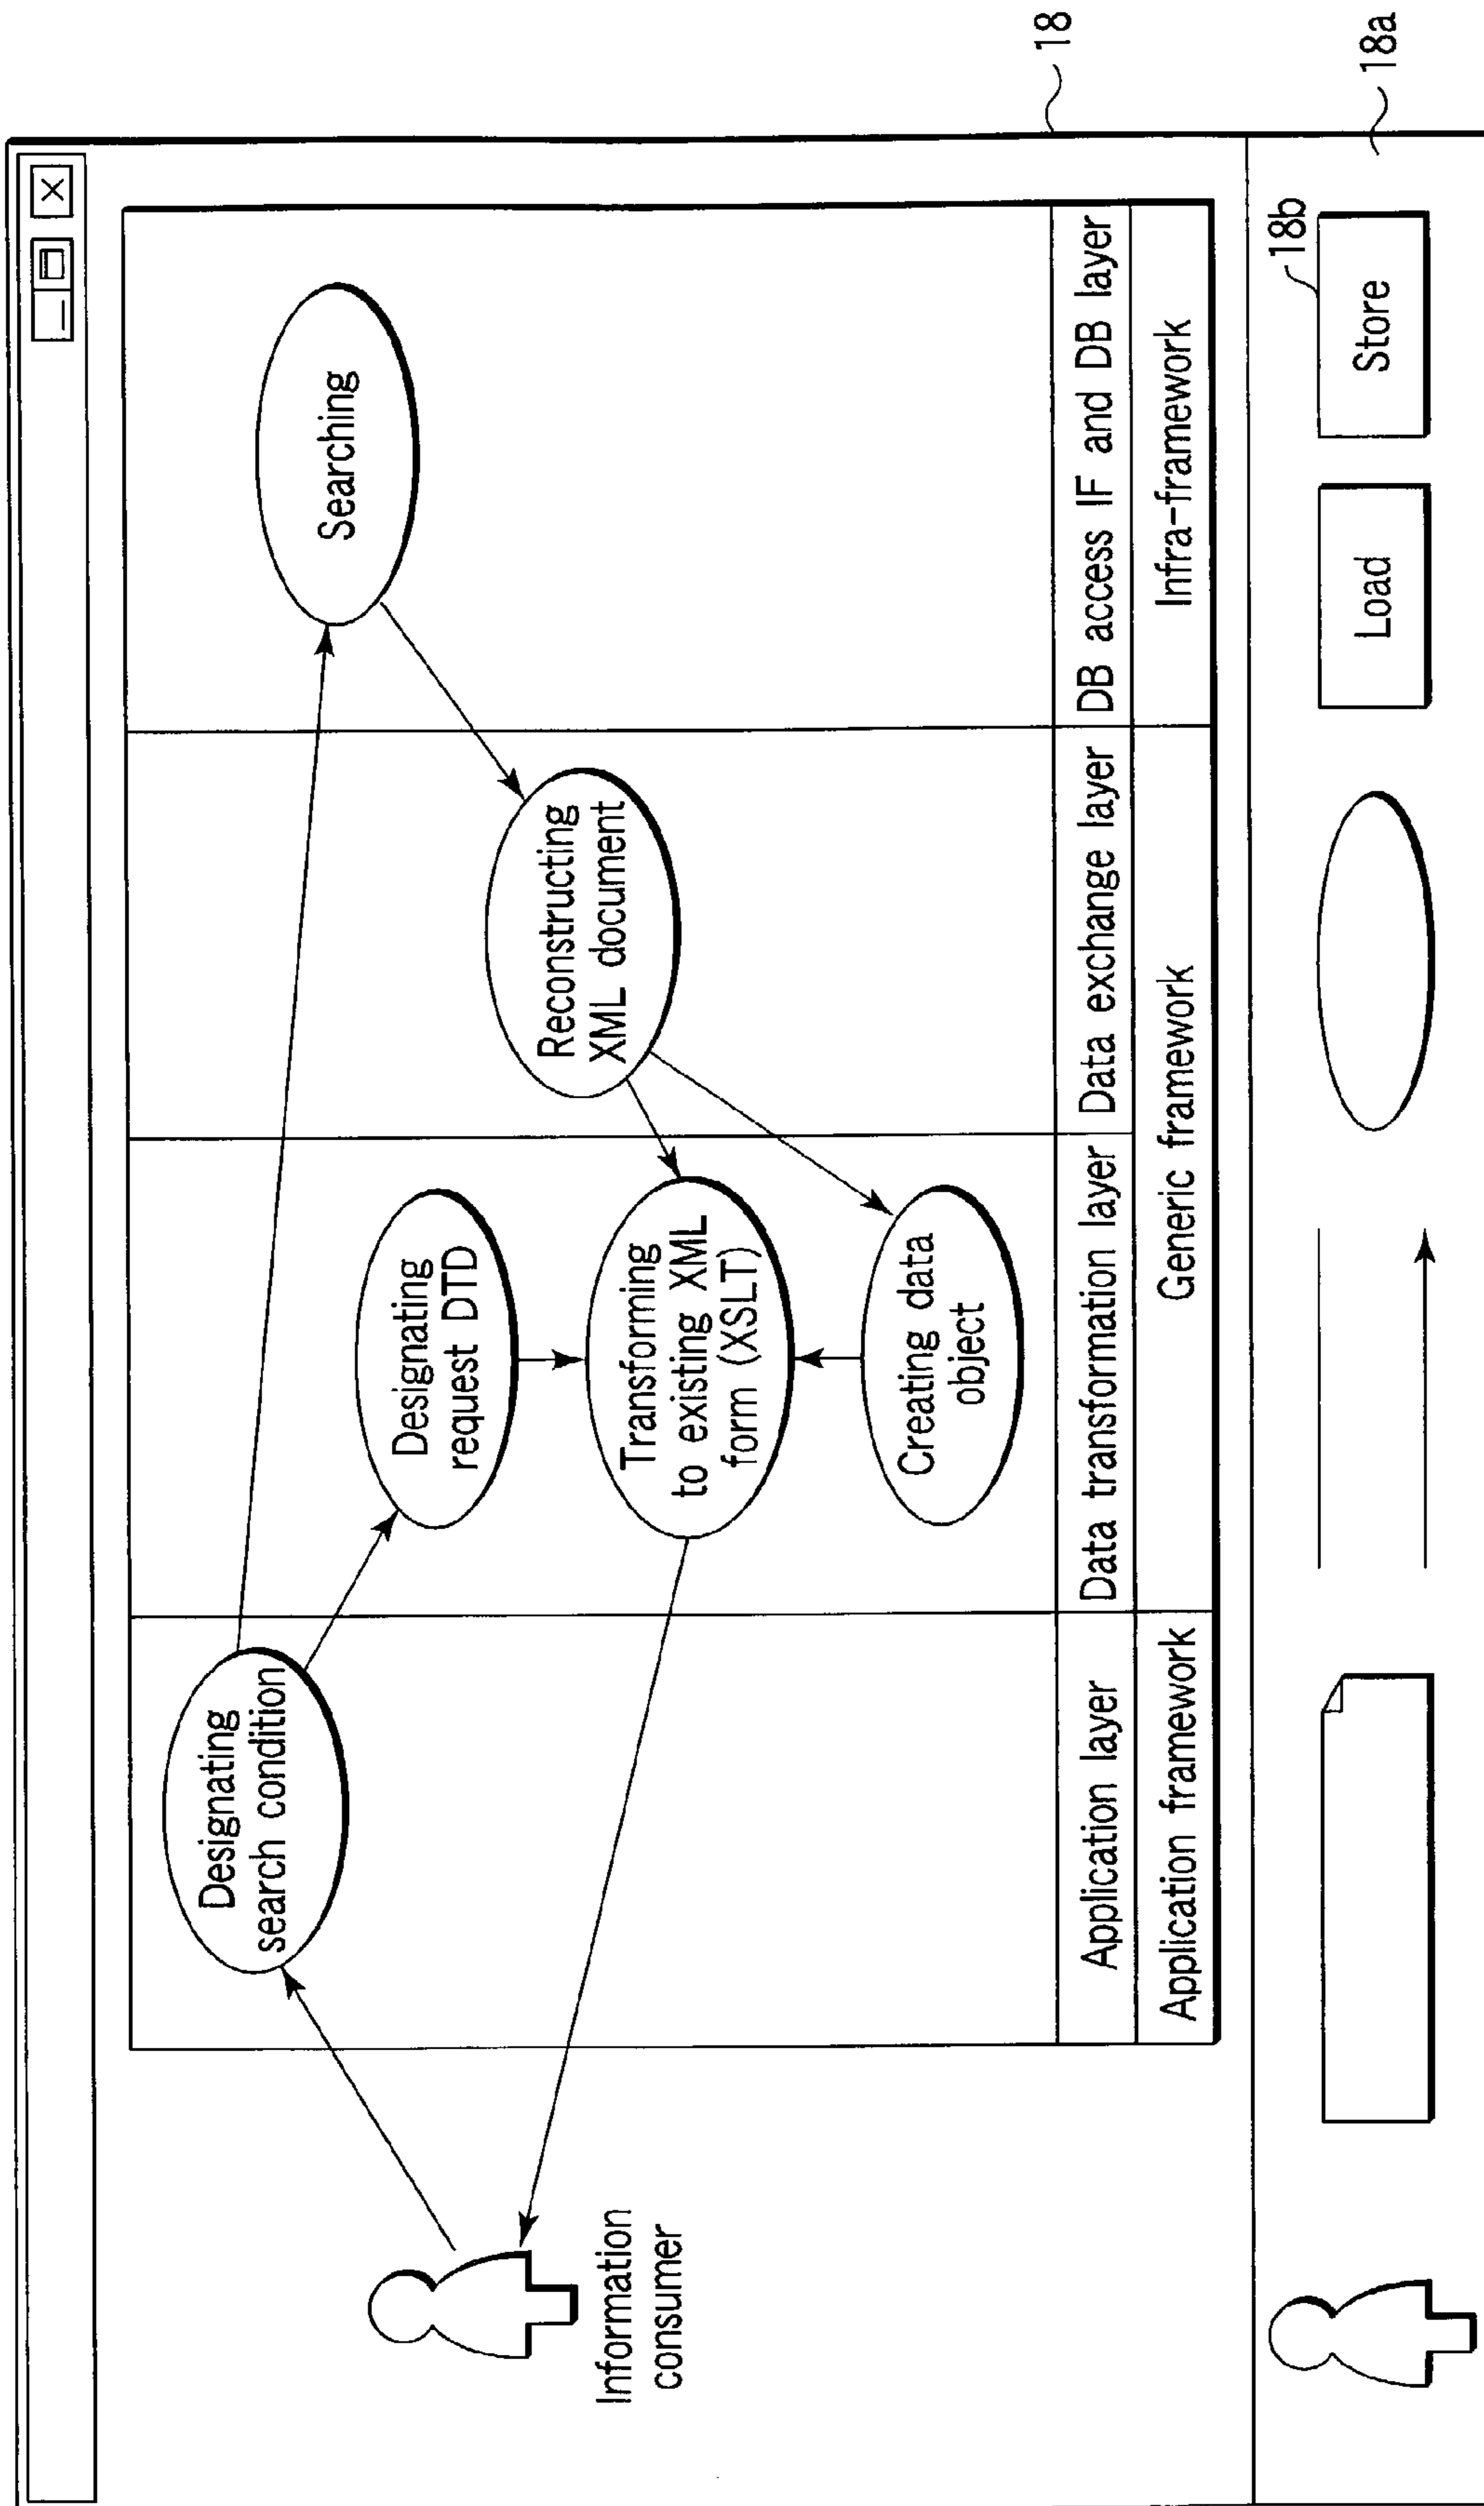 Designating
search condition
Searching
Designating
request DTD
Reconstructing
XML document
Information
consumer
Transforming
to existing XML
form (XSLT)
Creating data
object
Application layer
Data transformation layer
Data exchange layer
DB access IF and DB layer
Application framework
Generic framework
Infra-framework
18
18b
Load
Store
18a